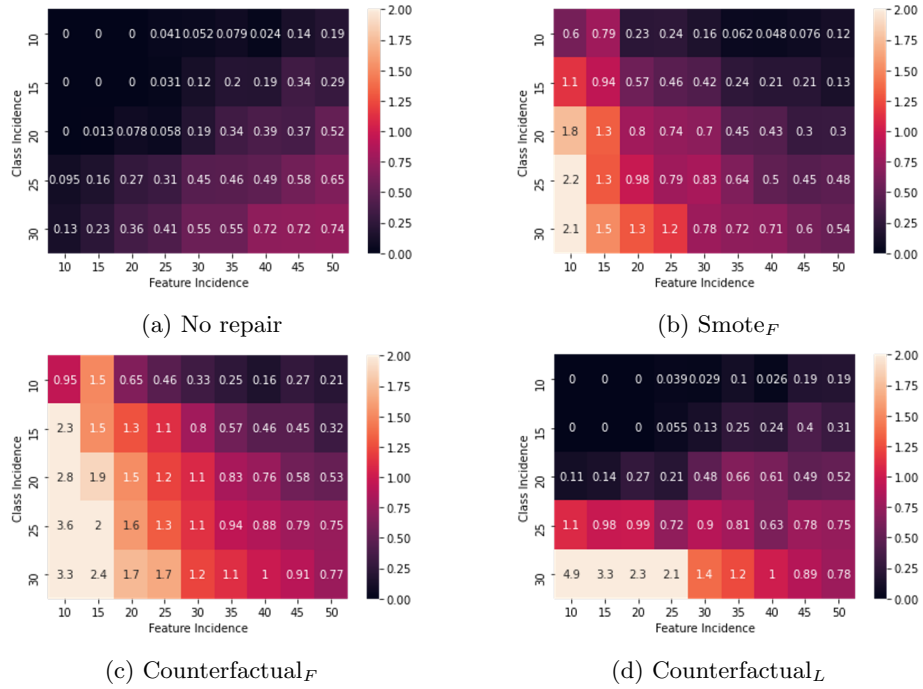 10 0 0 0 0.041 0.052 0.079 0.024 0.14 0.19
15 0 0 0 0.031 0.12 0.2 0.19 0.34 0.29
20 0 0.013 0.078 0.058 0.19 0.34 0.39 0.37 0.52
25 0.095 0.16 0.27 0.31 0.45 0.46 0.49 0.58 0.65
30 0.13 0.23 0.36 0.41 0.55 0.55 0.72 0.72 0.74
10 15 20 25 30 35 40 45 50
Class Incidence
Feature Incidence
2.00
1.75
1.50
1.25
1.00
0.75
0.50
0.25
0.00
(a) No repair
10 0.6 0.79 0.23 0.24 0.16 0.062 0.048 0.076 0.12
15 1.1 0.94 0.57 0.46 0.42 0.24 0.21 0.21 0.13
20 1.8 1.3 0.8 0.74 0.7 0.45 0.43 0.3 0.3
25 2.2 1.3 0.98 0.79 0.83 0.64 0.5 0.45 0.48
30 2.1 1.5 1.3 1.2 0.78 0.72 0.71 0.6 0.54
10 15 20 25 30 35 40 45 50
Class Incidence
Feature Incidence
2.00
1.75
1.50
1.25
1.00
0.75
0.50
0.25
0.00
(b) Smote_F
10 0.95 1.5 0.65 0.46 0.33 0.25 0.16 0.27 0.21
15 2.3 1.5 1.3 1.1 0.8 0.57 0.46 0.45 0.32
20 2.8 1.9 1.5 1.2 1.1 0.83 0.76 0.58 0.53
25 3.6 2 1.6 1.3 1.1 0.94 0.88 0.79 0.75
30 3.3 2.4 1.7 1.7 1.2 1.1 1 0.91 0.77
10 15 20 25 30 35 40 45 50
Class Incidence
Feature Incidence
2.00
1.75
1.50
1.25
1.00
0.75
0.50
0.25
0.00
(c) Counterfactual_F
10 0 0 0 0.039 0.029 0.1 0.026 0.19 0.19
15 0 0 0 0.055 0.13 0.25 0.24 0.4 0.31
20 0.11 0.14 0.27 0.21 0.48 0.66 0.61 0.49 0.52
25 1.1 0.98 0.99 0.72 0.9 0.81 0.63 0.78 0.75
30 4.9 3.3 2.3 2.1 1.4 1.2 1 0.89 0.78
10 15 20 25 30 35 40 45 50
Class Incidence
Feature Incidence
2.00
1.75
1.50
1.25
1.00
0.75
0.50
0.25
0.00
(d) Counterfactual_L